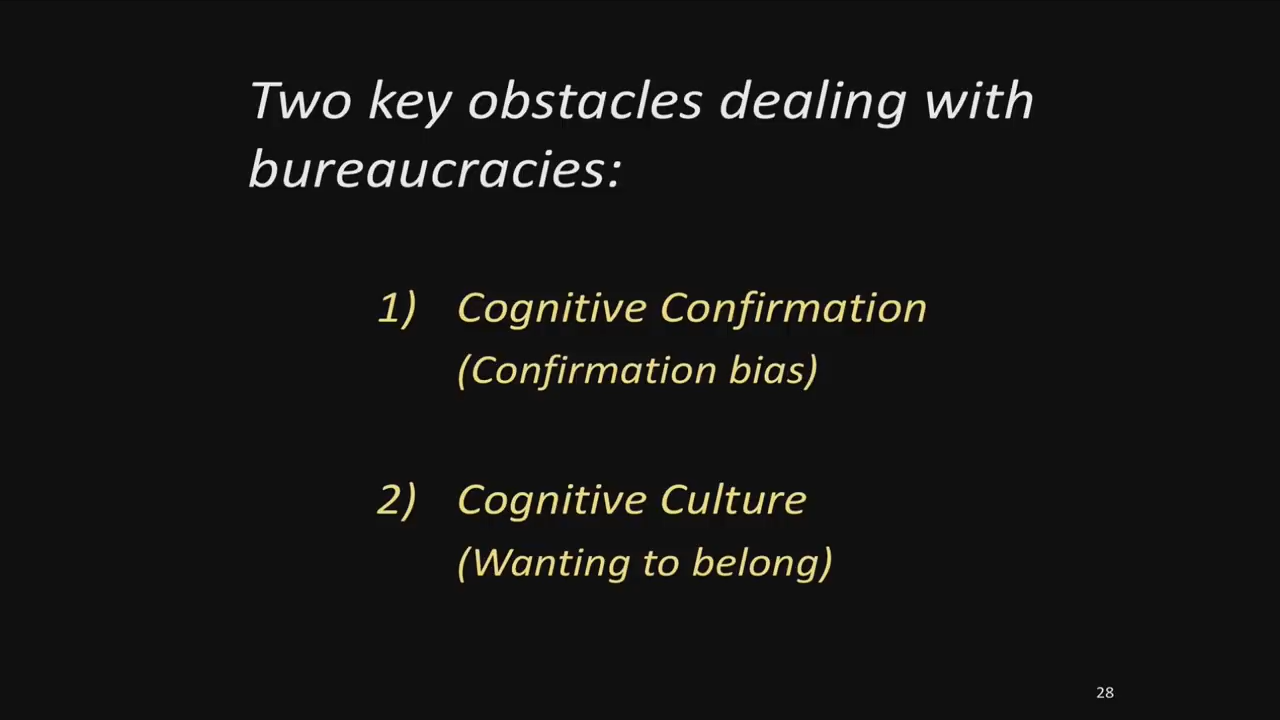 Two key obstacles dealing with
bureaucracies:
1) Cognitive Confirmation
(Confirmation bias)
2) Cognitive Culture
(Wanting to belong)
28